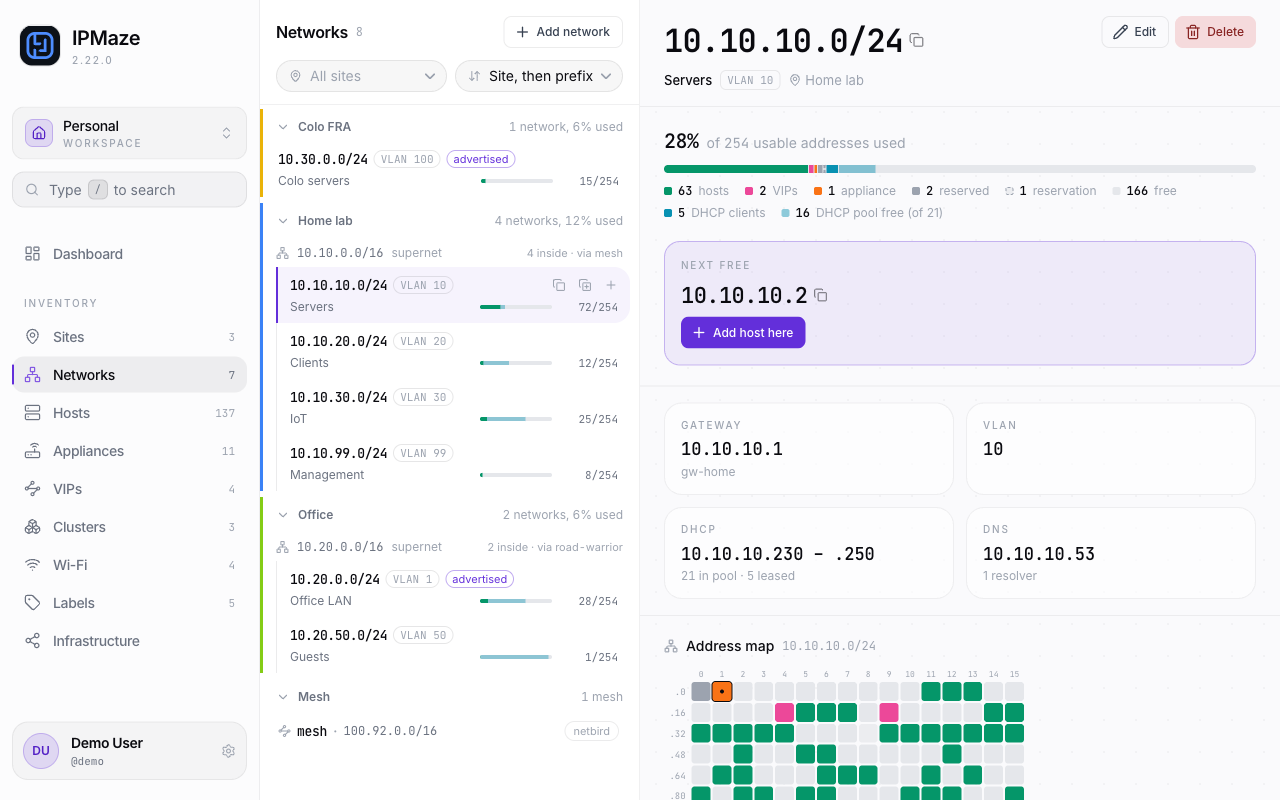 IPMaze
2.22.0
Personal
WORKSPACE
Type / to search
Dashboard
INVENTORY
Sites 3
Networks 7
Hosts 137
Appliances 11
VIPs 4
Clusters 3
Wi-Fi 4
Labels 5
Infrastructure
DU
Demo User
@demo
Networks 8
Add network
All sites
Site, then prefix
Colo FRA 1 network, 6% used
10.30.0.0/24 VLAN 100 advertised
Colo servers 15/254
Home lab 4 networks, 12% used
10.10.0.0/16 supernet 4 inside · via mesh
10.10.10.0/24 VLAN 10
Servers 72/254
10.10.20.0/24 VLAN 20
Clients 12/254
10.10.30.0/24 VLAN 30
IoT 25/254
10.10.99.0/24 VLAN 99
Management 8/254
Office 2 networks, 6% used
10.20.0.0/16 supernet 2 inside · via road-warrior
10.20.0.0/24 VLAN 1 advertised
Office LAN 28/254
10.20.50.0/24 VLAN 50
Guests 1/254
Mesh 1 mesh
mesh · 100.92.0.0/16 netbird
10.10.10.0/24
Edit
Delete
Servers VLAN 10 Home lab
28% of 254 usable addresses used
63 hosts 2 VIPs 1 appliance 2 reserved 1 reservation 166 free
5 DHCP clients 16 DHCP pool free (of 21)
NEXT FREE
10.10.10.2
Add host here
GATEWAY
10.10.10.1
gw-home
VLAN
10
DHCP
10.10.10.230 – .250
21 in pool · 5 leased
DNS
10.10.10.53
1 resolver
Address map 10.10.10.0/24
0 1 2 3 4 5 6 7 8 9 10 11 12 13 14 15
.0
.16
.32
.48
.64
.80